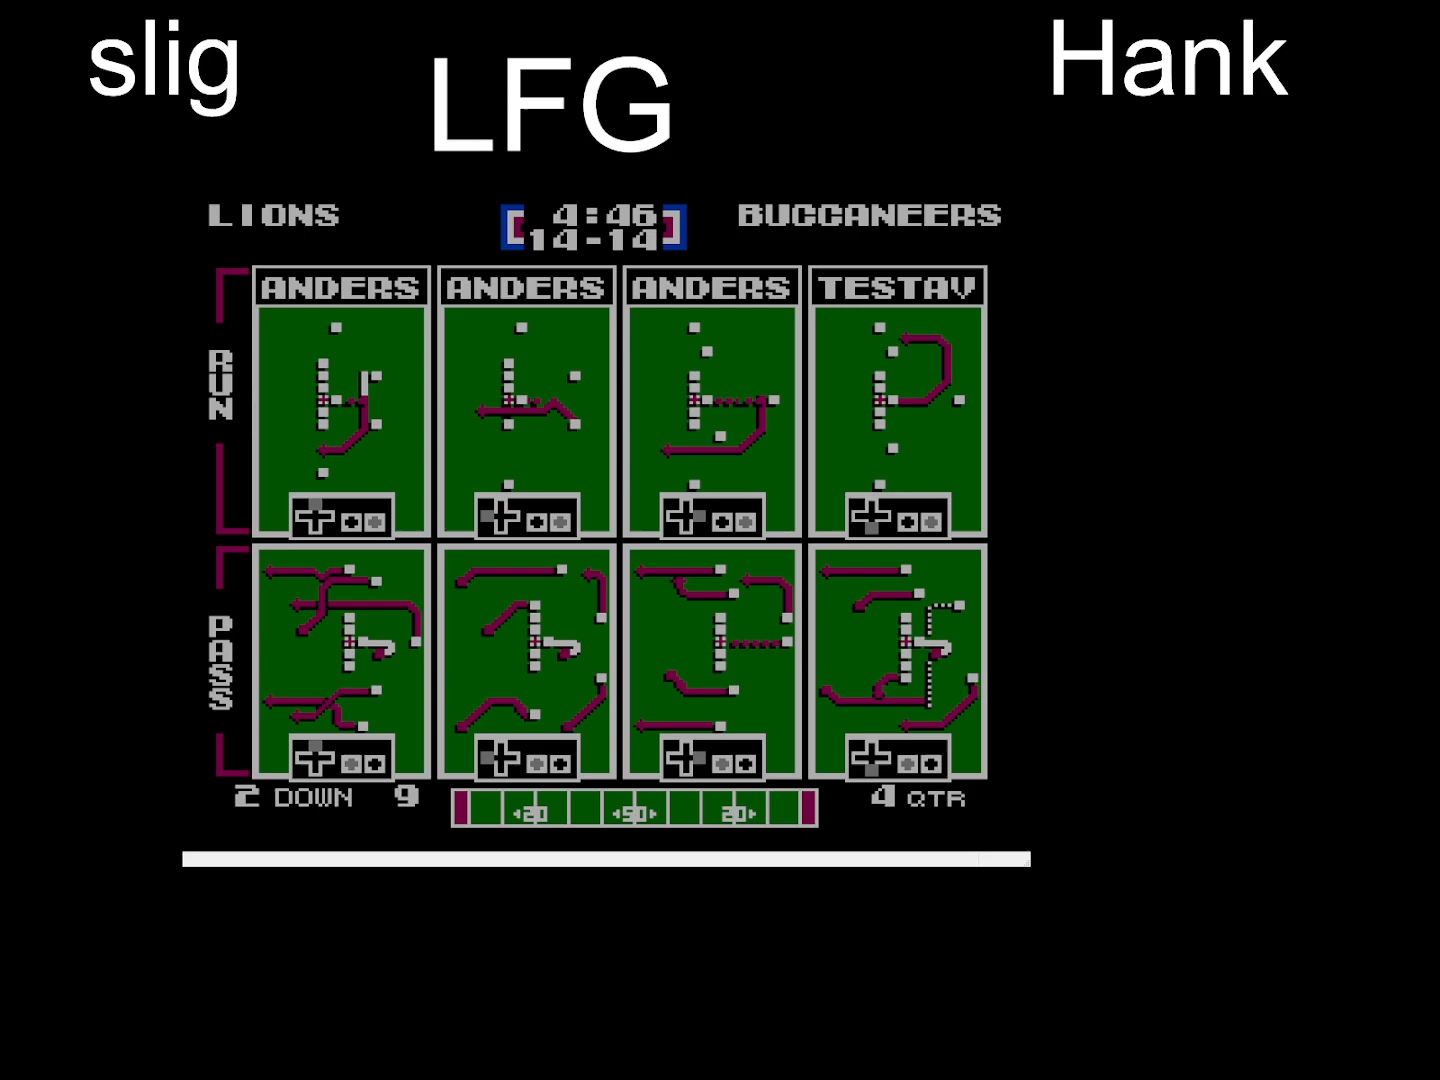 slig
LFG
Hank
LIONS
4:46
14-14
BUCCANEERS
RUN
ANDERS
ANDERS
ANDERS
TESTAV
PASS
2 DOWN 9
20
50
20
4 QTR